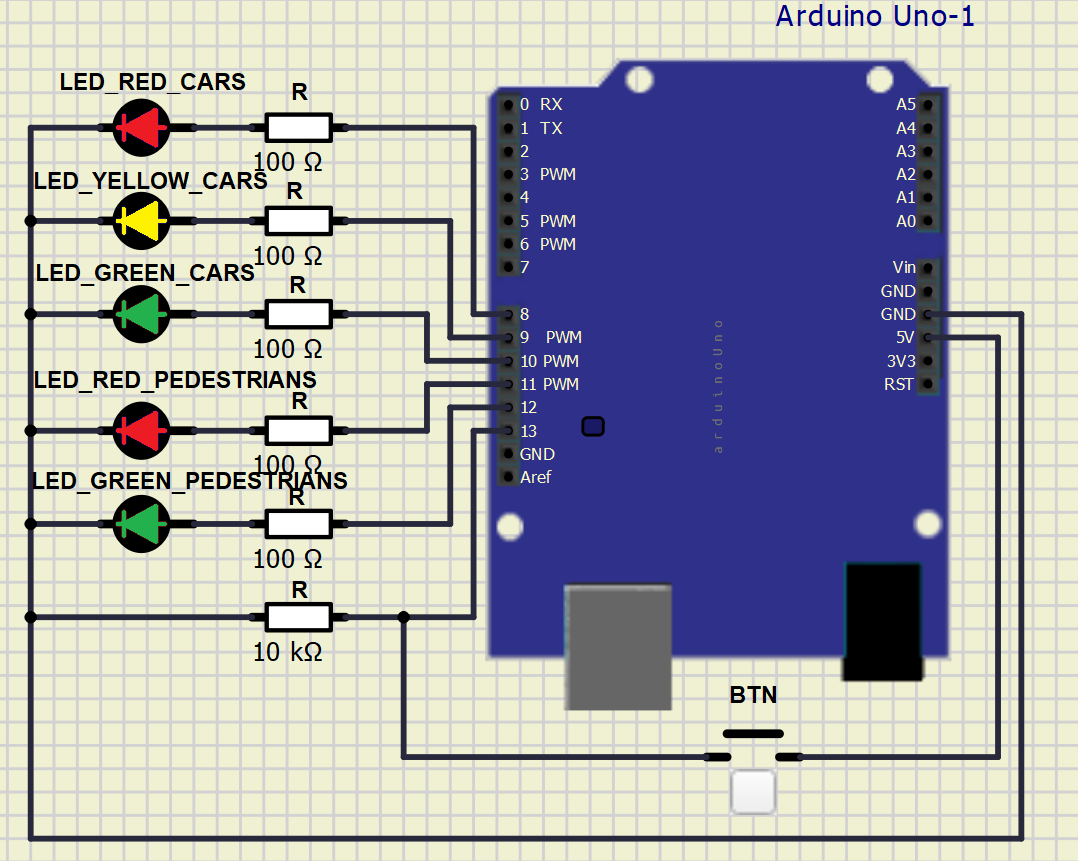 Arduino Uno-1
LED_RED_CARS
R
100 Ω
LED_YELLOW_CARS
R
100 Ω
LED_GREEN_CARS
R
100 Ω
LED_RED_PEDESTRIANS
R
100 Ω
LED_GREEN_PEDESTRIANS
R
100 Ω
R
10 kΩ
0 RX
1 TX
2
3 PWM
4
5 PWM
6 PWM
7
8
9 PWM
10 PWM
11 PWM
12
13
GND
Aref
arduinoUno
A5
A4
A3
A2
A1
A0
Vin
GND
GND
5V
3V3
RST
BTN